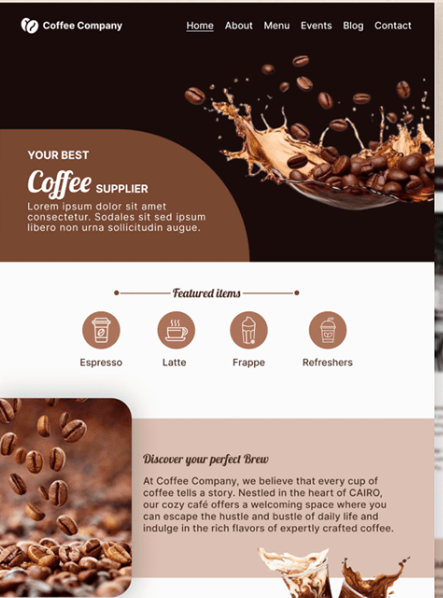 Coffee Company
Home About Menu Events Blog Contact
YOUR BEST
Coffee SUPPLIER
Lorem ipsum dolor sit amet
consectetur. Sodales sit sed ipsum
libero non urna sollicitudin augue.
Featured items
Espresso Latte Frappe Refreshers
Discover your perfect Brew
At Coffee Company, we believe that every cup of
coffee tells a story. Nestled in the heart of CAIRO,
our cozy café offers a welcoming space where you
can escape the hustle and bustle of daily life and
indulge in the rich flavors of expertly crafted coffee.